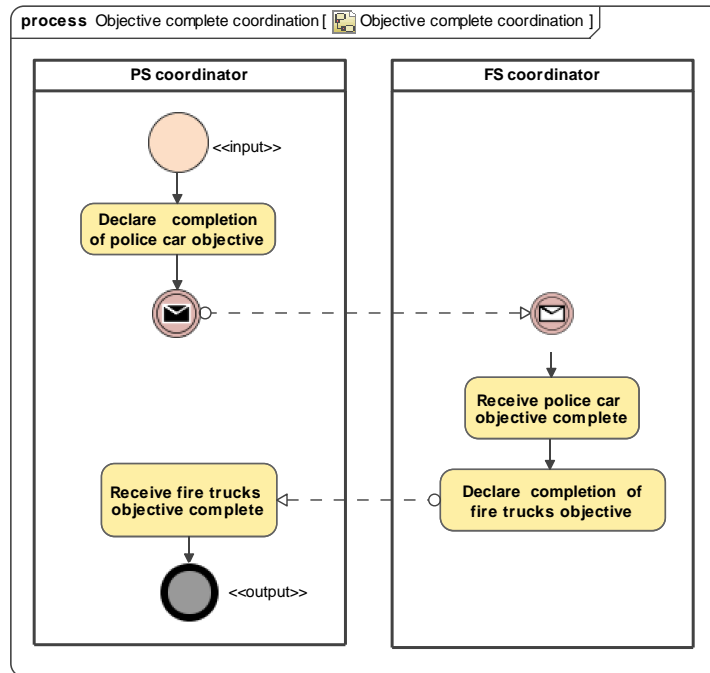 process Objective complete coordination [ Objective complete coordination ]
PS coordinator
<<input>>
Declare completion
of police car objective
Receive fire trucks
objective complete
<<output>>
FS coordinator
Receive police car
objective complete
Declare completion of
fire trucks objective